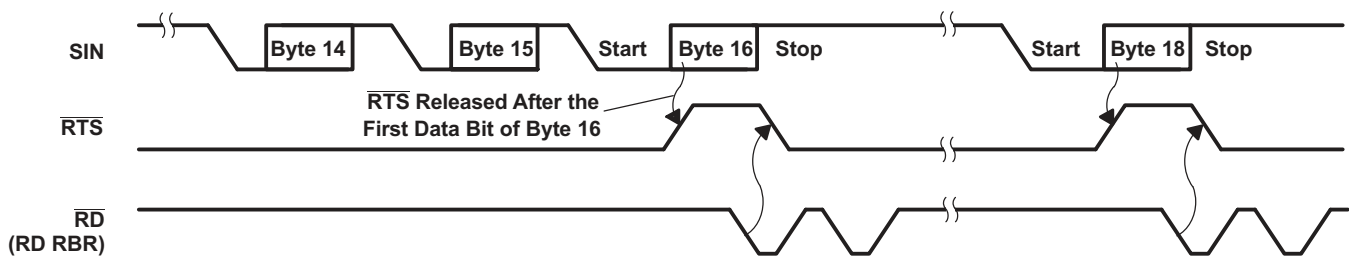 SIN
Byte 14
Byte 15
Start
Byte 16
Stop
Start
Byte 18
Stop
RTS Released After the
First Data Bit of Byte 16
RTS
RD
(RD RBR)